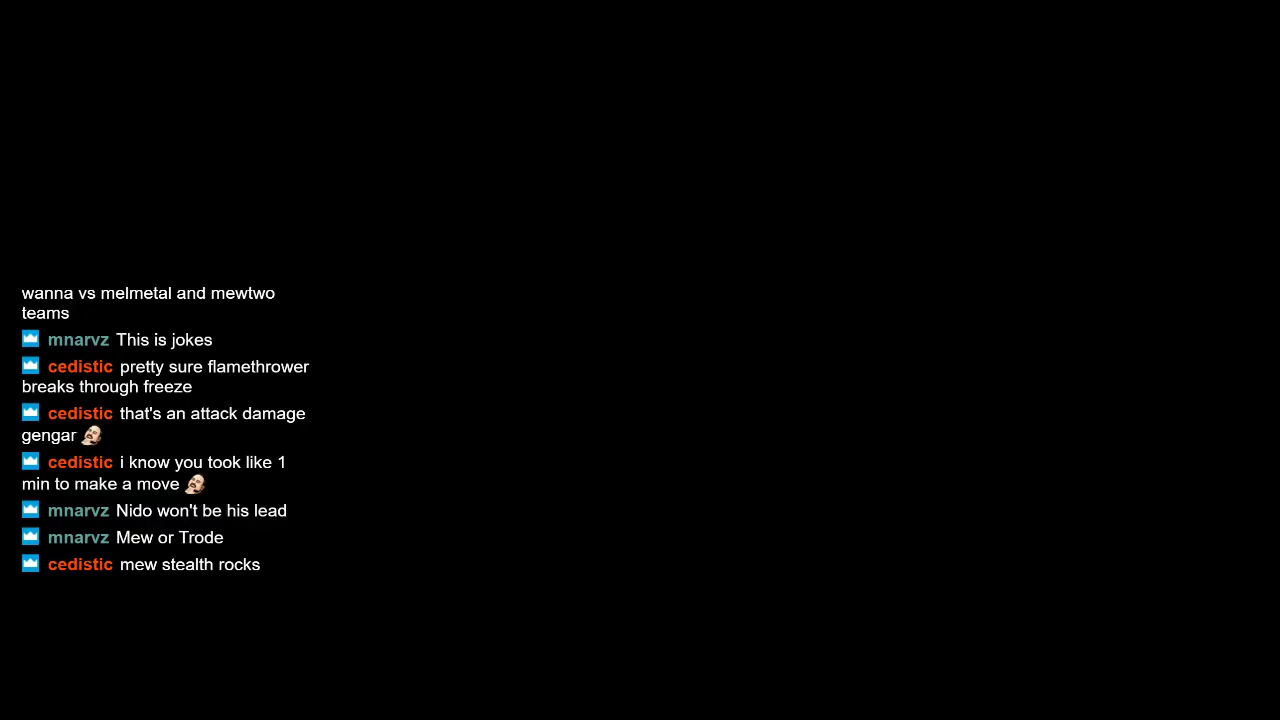 wanna vs melmetal and mewtwo
teams
mnarvz This is jokes
cedistic pretty sure flamethrower
breaks through freeze
cedistic that's an attack damage
gengar
cedistic i know you took like 1
min to make a move
mnarvz Nido won't be his lead
mnarvz Mew or Trode
cedistic mew stealth rocks